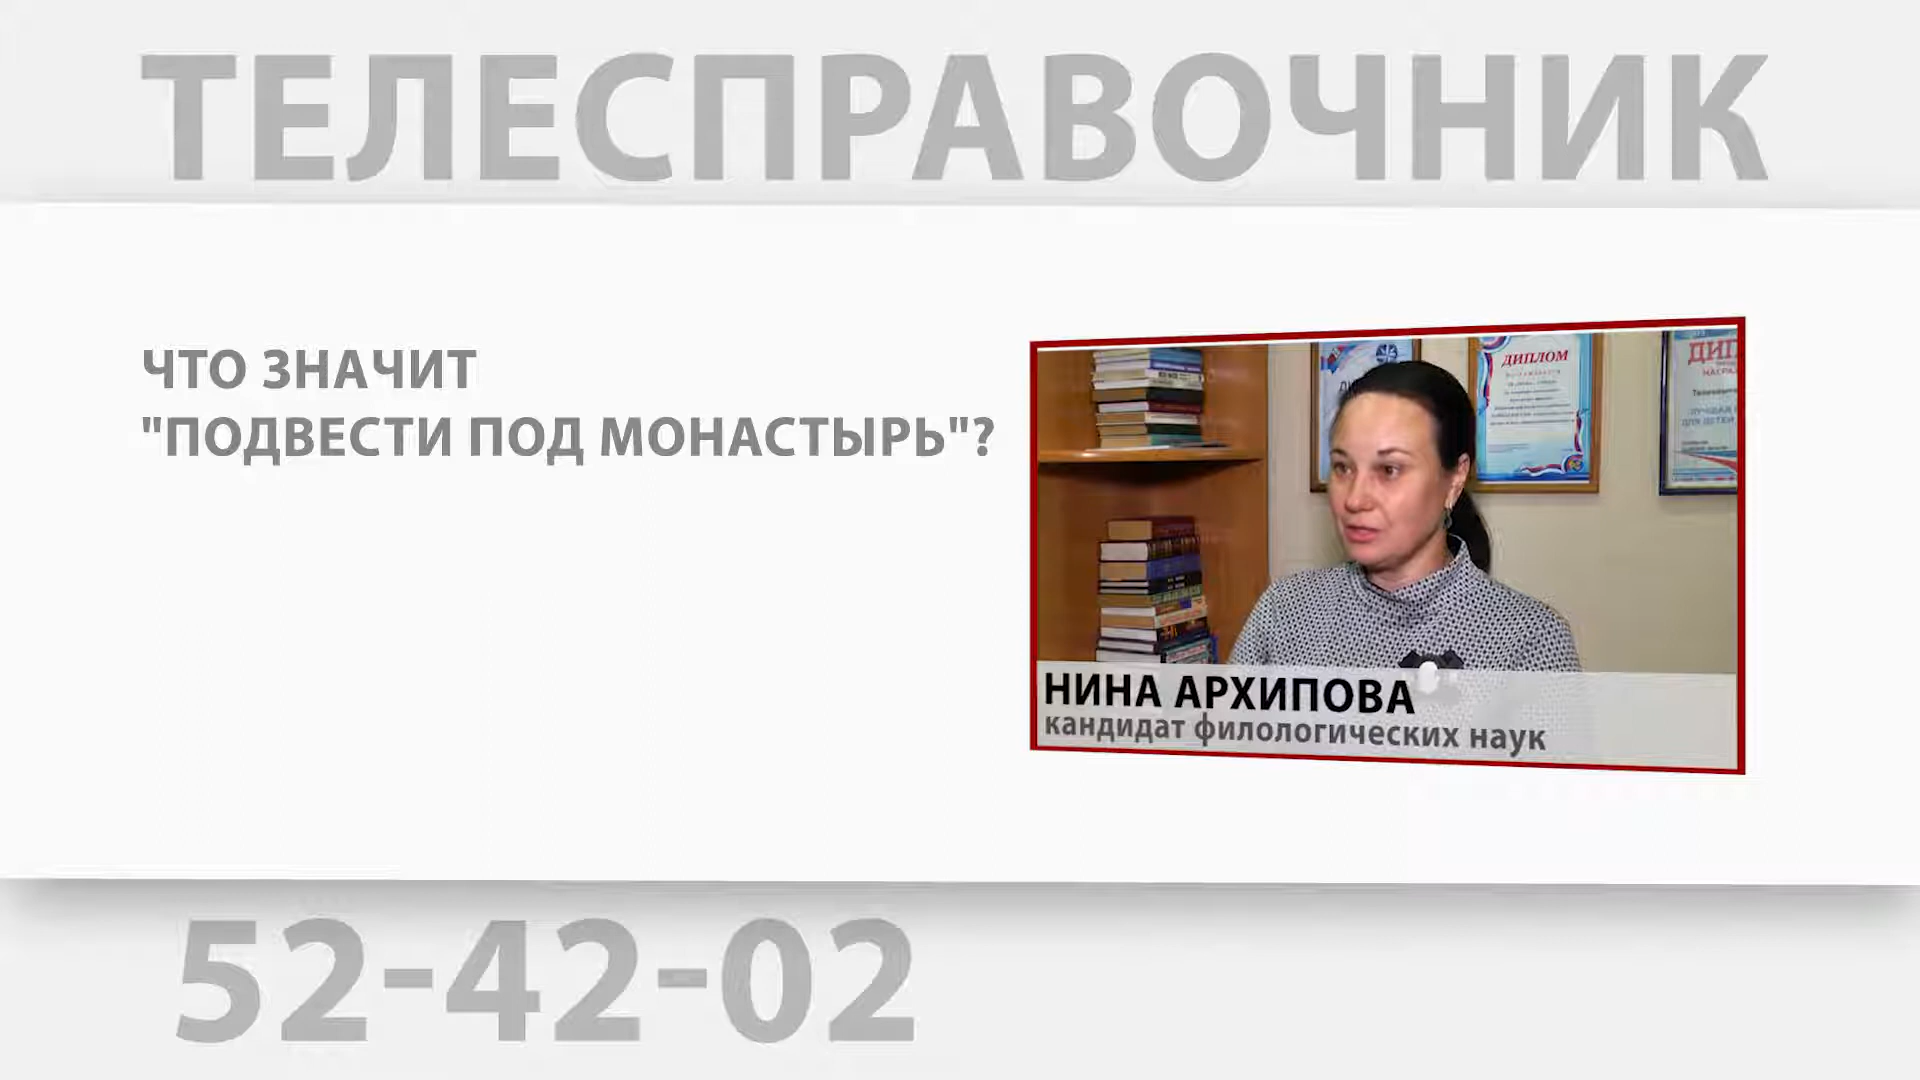 ТЕЛЕСПРАВОЧНИК
ЧТО ЗНАЧИТ
"ПОДВЕСТИ ПОД МОНАСТЫРЬ"?
ДИПЛОМ
НИНА АРХИПОВА
кандидат филологических наук
52-42-02